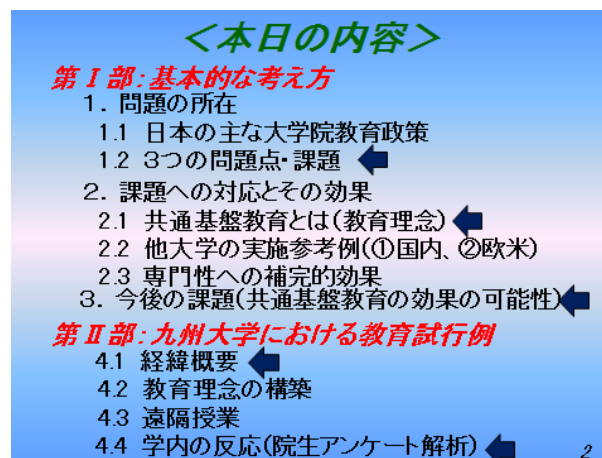 ＜本日の内容＞
第Ⅰ部：基本的な考え方
1．問題の所在
1.1 日本の主な大学院教育政策
1.2 3つの問題点・課題
2．課題への対応とその効果
2.1 共通基盤教育とは(教育理念)
2.2 他大学の実施参考例(①国内、②欧米)
2.3 専門性への補完的効果
3．今後の課題(共通基盤教育の効果の可能性)
第Ⅱ部：九州大学における教育試行例
4.1 経緯概要
4.2 教育理念の構築
4.3 遠隔授業
4.4 学内の反応(院生アンケート解析)
2